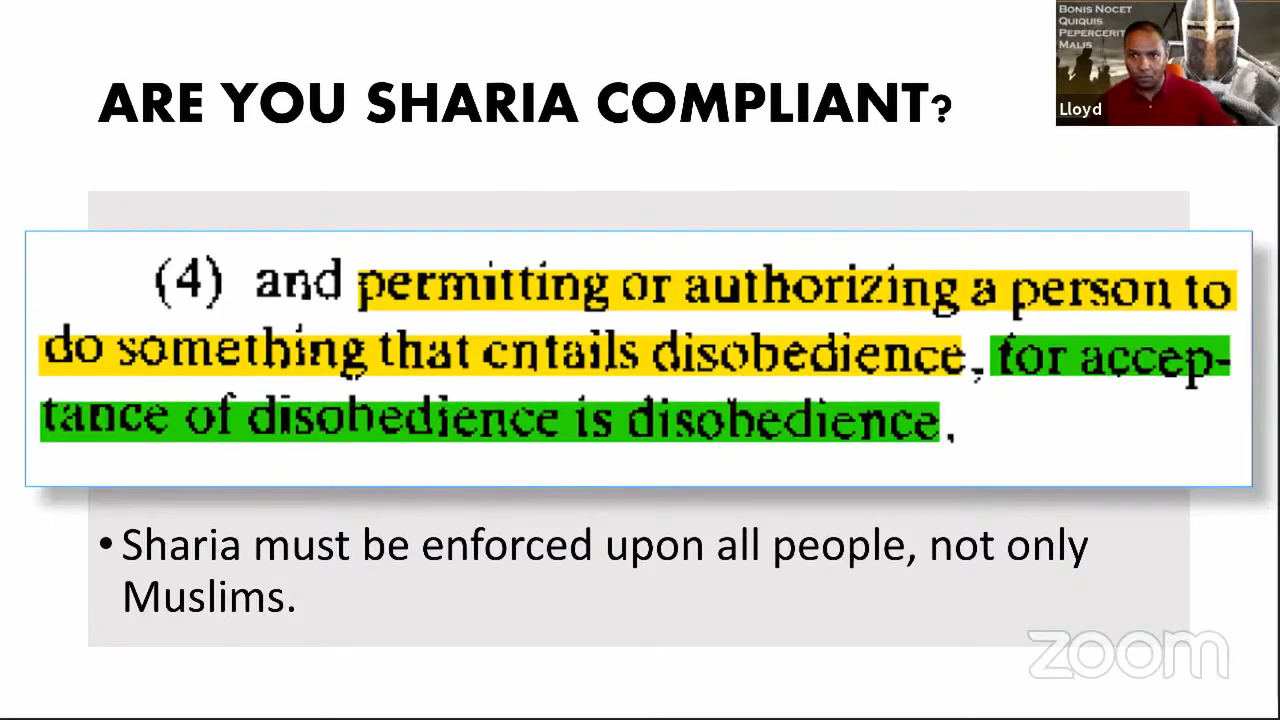 Bonis Nocet
Quiquis
Pepercerit
Malis
Lloyd
ARE YOU SHARIA COMPLIANT?
(4) and permitting or authorizing a person to
do something that entails disobedience, for accep-
tance of disobedience is disobedience.
• Sharia must be enforced upon all people, not only
Muslims.
zoom